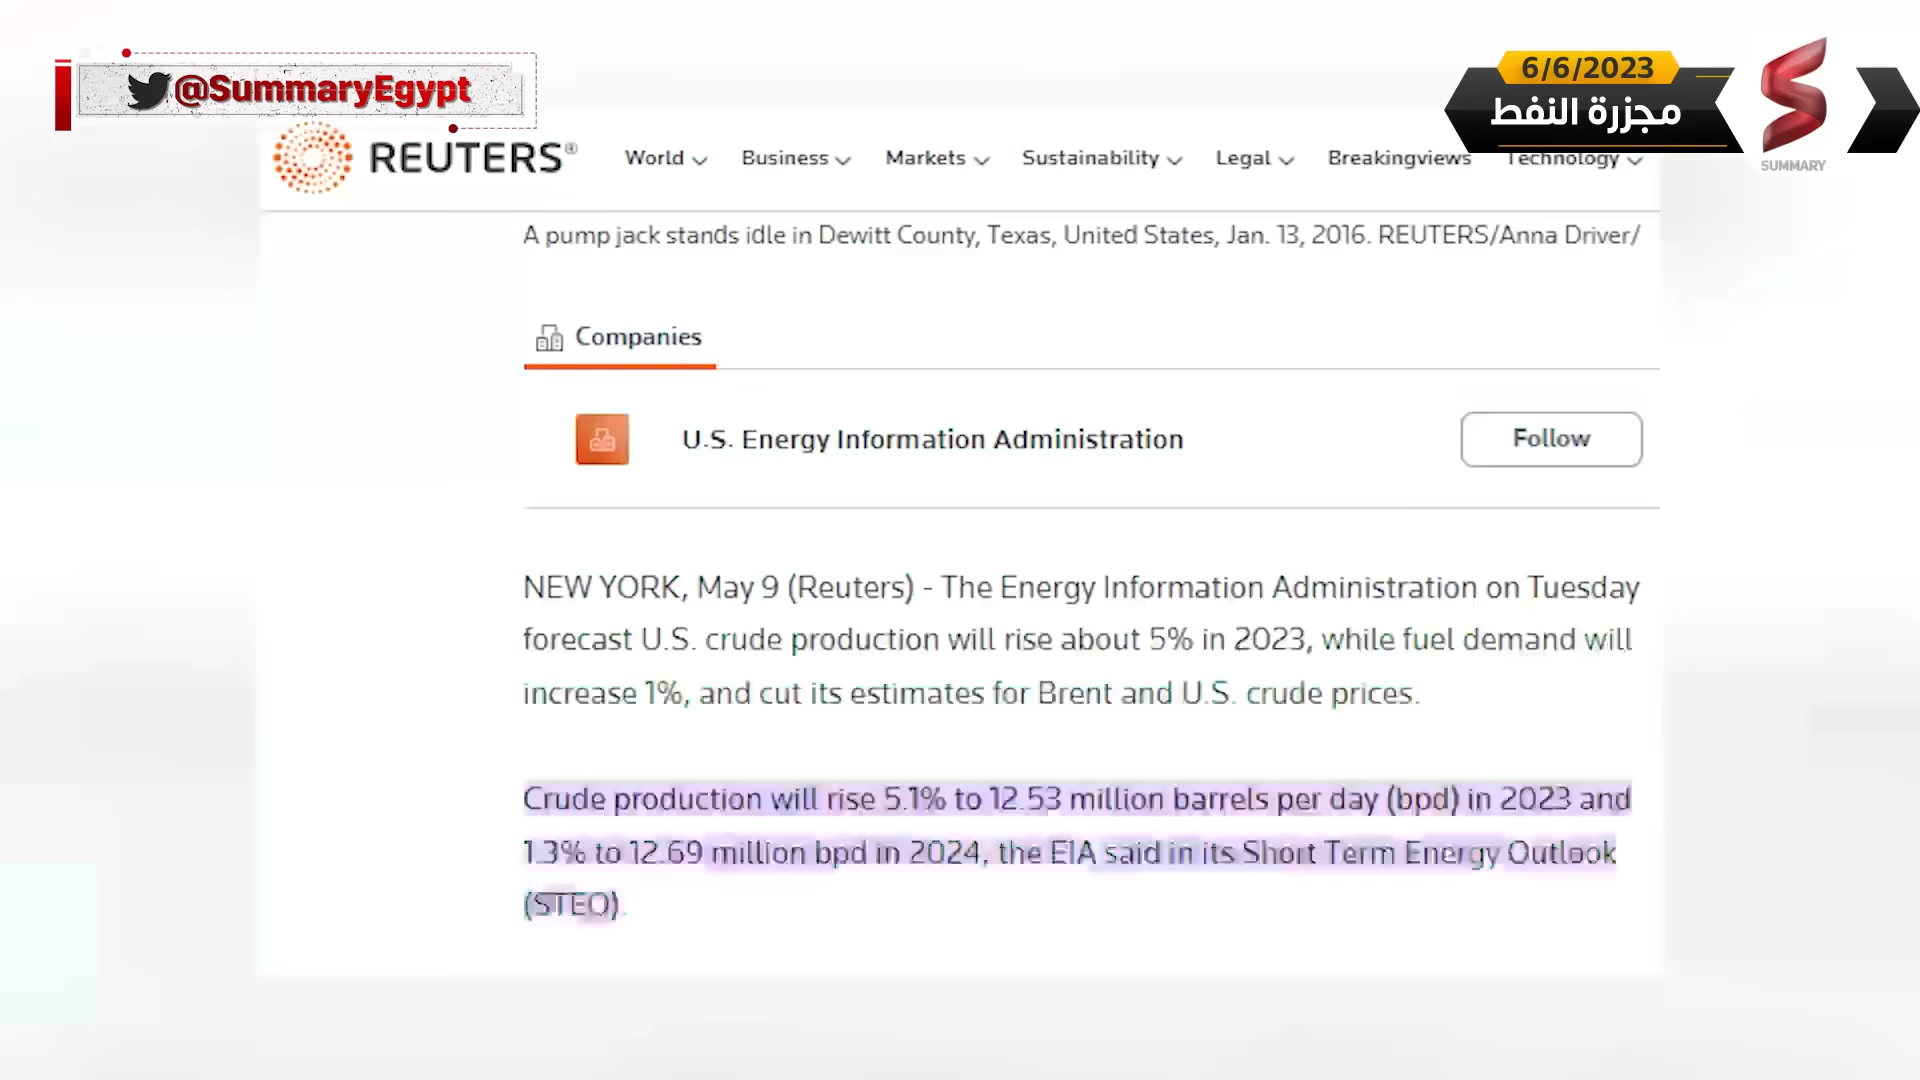 @SummaryEgypt
6/6/2023
مجزرة النفط
SUMMARY
REUTERS®
World Business Markets Sustainability Legal Breakingviews Technology
A pump jack stands idle in Dewitt County, Texas, United States, Jan. 13, 2016. REUTERS/Anna Driver/
Companies
U.S. Energy Information Administration
Follow
NEW YORK, May 9 (Reuters) - The Energy Information Administration on Tuesday
forecast U.S. crude production will rise about 5% in 2023, while fuel demand will
increase 1%, and cut its estimates for Brent and U.S. crude prices.
Crude production will rise 5.1% to 12.53 million barrels per day (bpd) in 2023 and
1.3% to 12.69 million bpd in 2024, the EIA said in its Short Term Energy Outlook
(STEO).